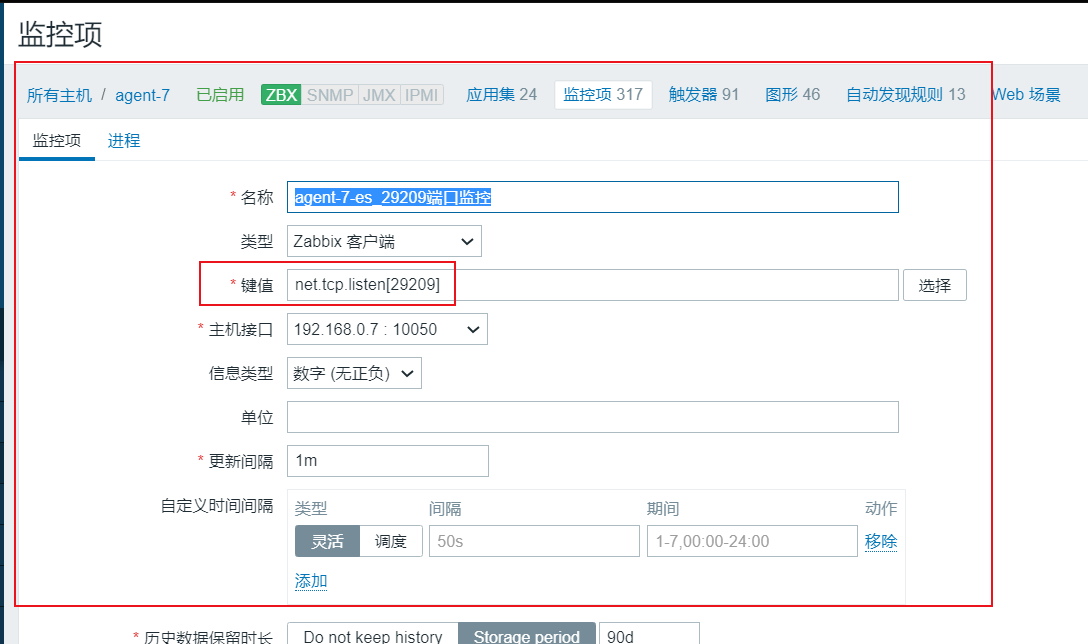 监控项
所有主机 / agent-7 已启用 ZBX SNMP JMX IPMI 应用集 24 监控项 317 触发器 91 图形 46 自动发现规则 13 Web 场景
监控项 进程
* 名称 agent-7-es_29209端口监控
类型 Zabbix 客户端
* 键值 net.tcp.listen[29209] 选择
* 主机接口 192.168.0.7 : 10050
信息类型 数字 (无正负)
单位
* 更新间隔 1m
自定义时间间隔 类型 间隔 期间 动作
灵活 调度 50s 1-7,00:00-24:00 移除
添加
* 历史数据保留时长 Do not keep history Storage period 90d